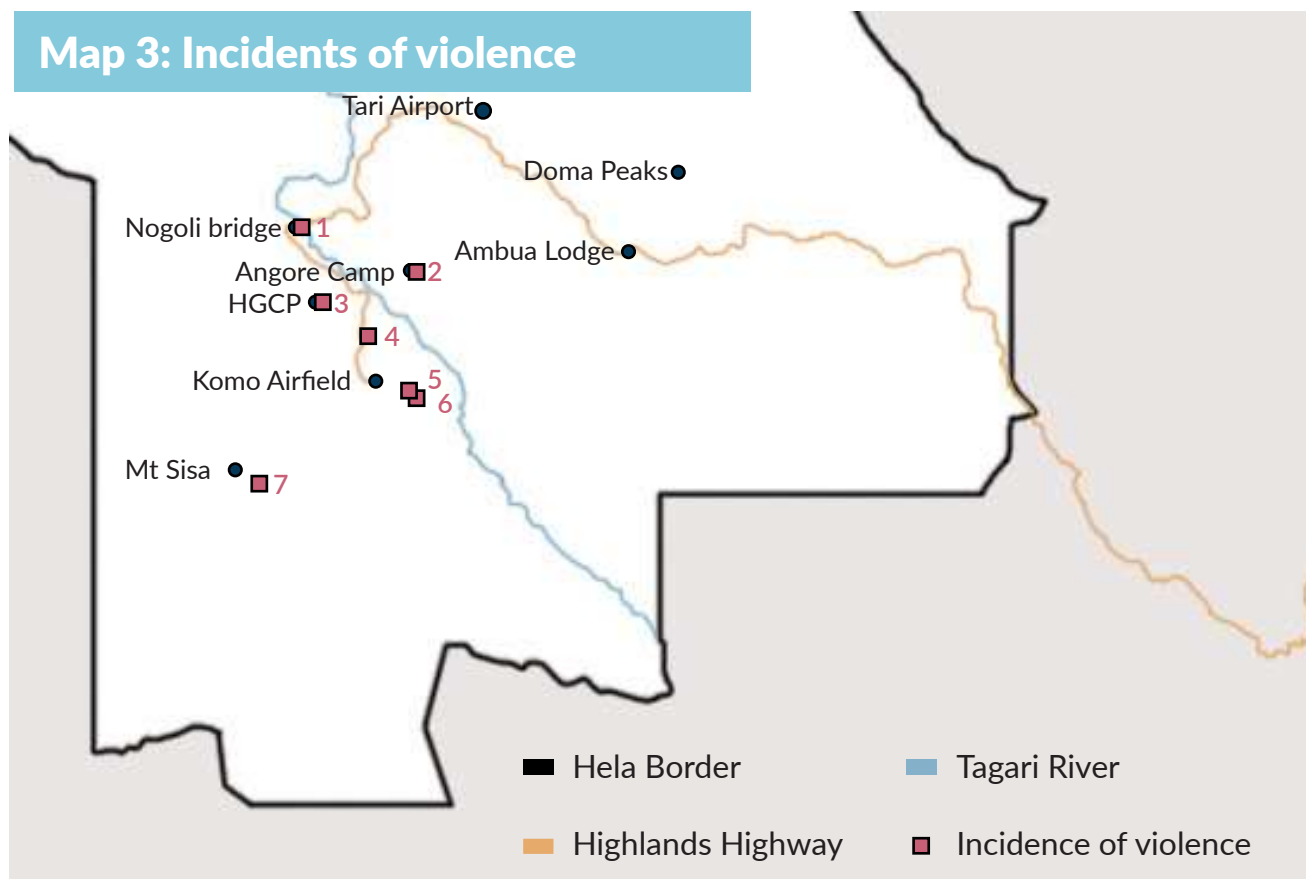 Map 3: Incidents of violence
Tari Airport
Doma Peaks
Nogoli bridge 1
Ambua Lodge
Angore Camp 2
HGCP 3
4
Komo Airfield 5
6
Mt Sisa 7
Hela Border
Tagari River
Highlands Highway
Incidence of violence